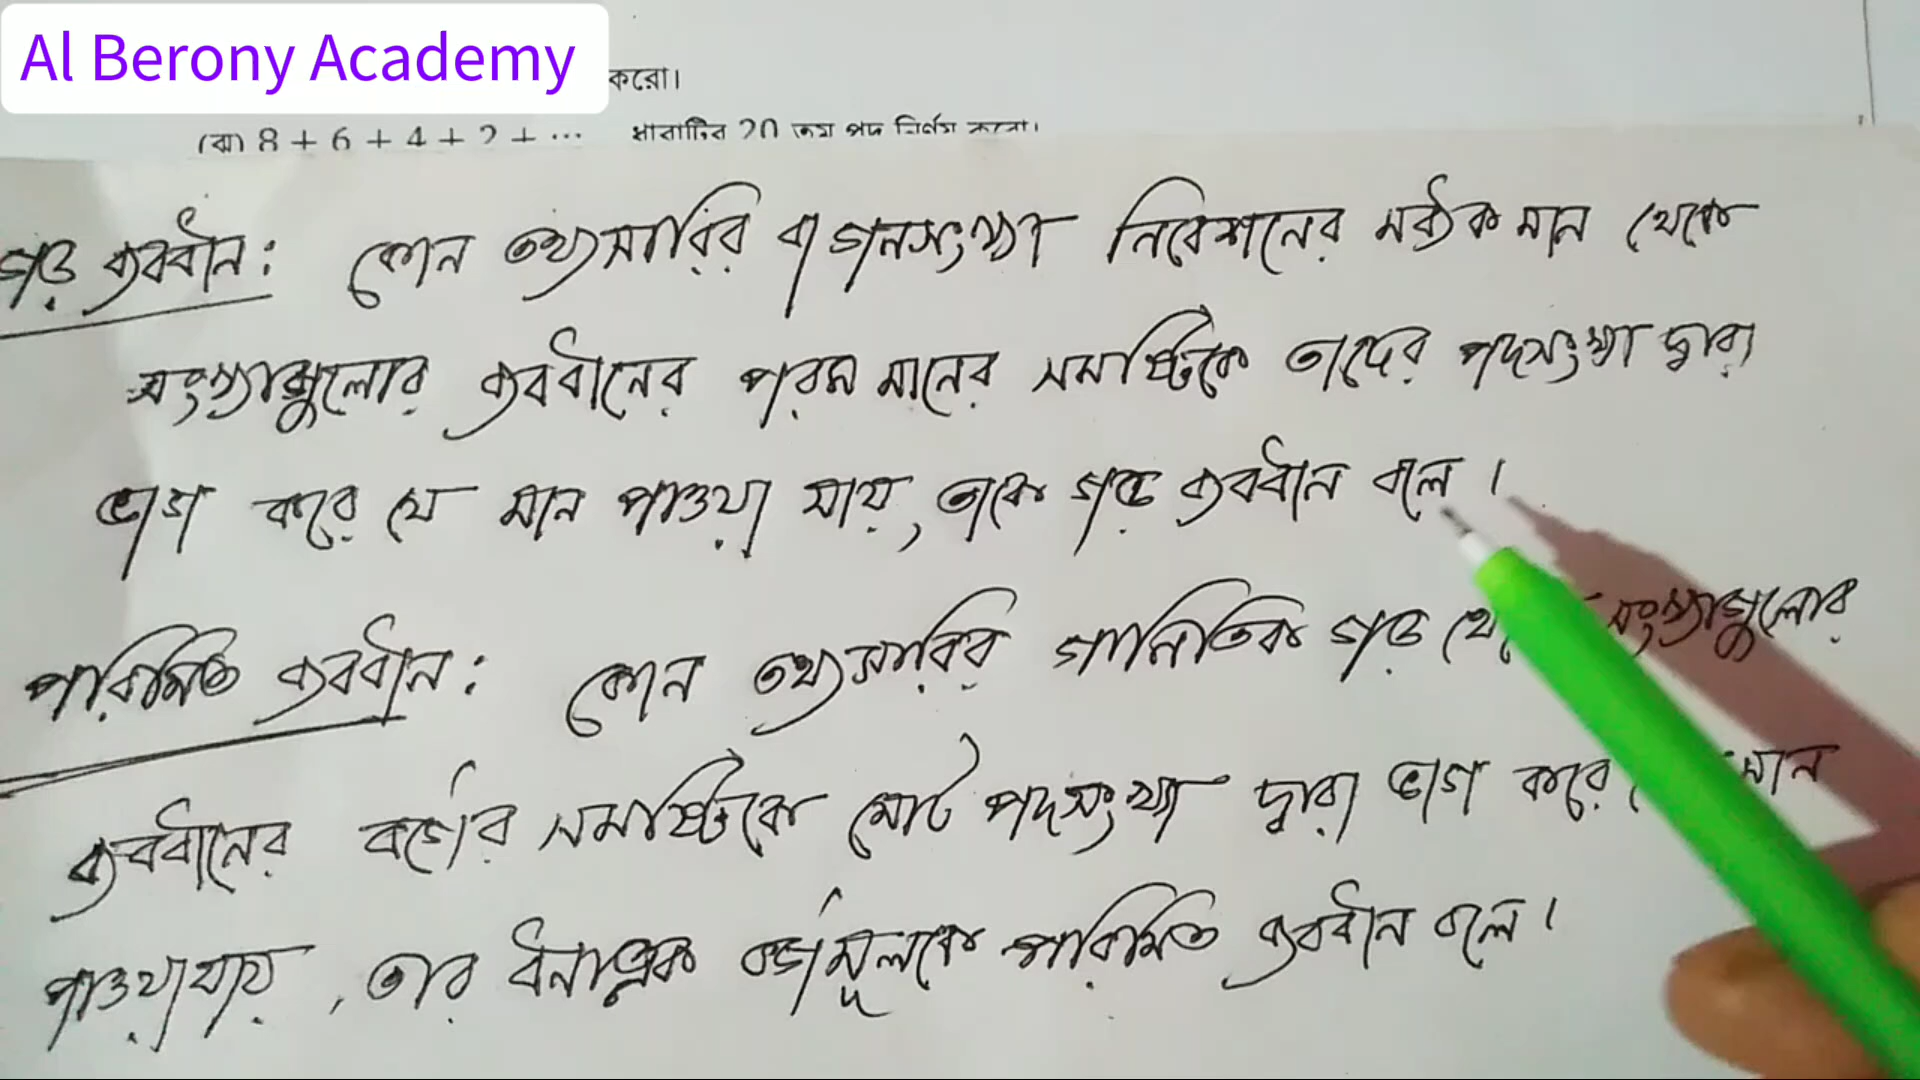 Al Berony Academy
করো।
(ঝ) 8 + 6 + 4 + 2 + ... ধারাটির 20 তম পদ নির্ণয় করো।
গড় ব্যবধান: কোন তথ্যসারির বা গনসংখ্যা নিবেশনের মধ্যক মান থেকে
সংখ্যাগুলোর ব্যবধানের পরম মানের সমষ্টিকে তাদের পদসংখ্যা দ্বারা
ভাগ করে যে মান পাওয়া যায়, তাকে গড় ব্যবধান বলে।
পরিমিত ব্যবধান: কোন তথ্যসারির গানিতিক গড় সংখ্যাগুলোর
ব্যবধানের বর্গের সমষ্টিকে মোট পদসংখ্যা দ্বারা ভাগ করে মান
পাওয়া যায়, তার ধনাত্নক বর্গমূলকে পরিমিত ব্যবধান বলে।